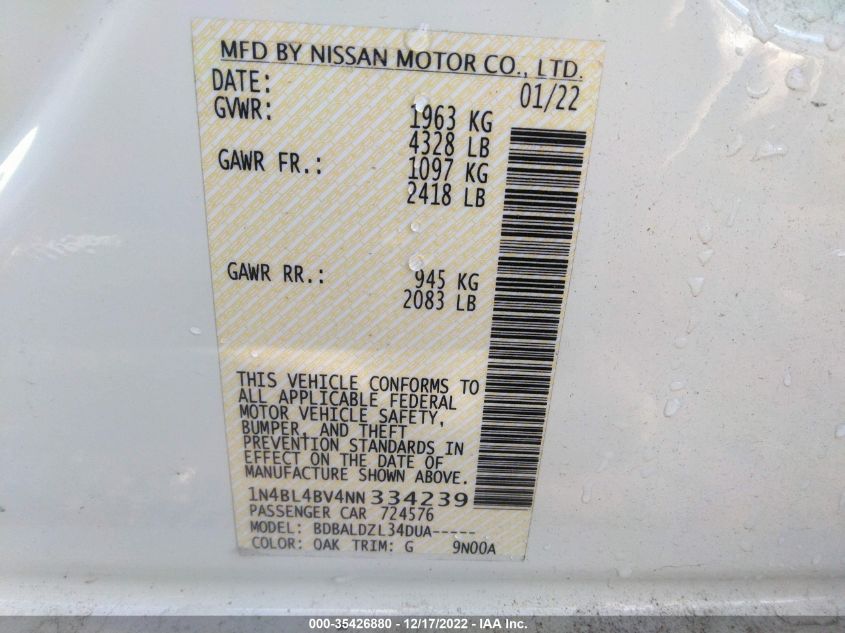 MFD BY NISSAN MOTOR CO., LTD.
DATE: 01/22
GVWR: 1963 KG
4328 LB
GAWR FR.: 1097 KG
2418 LB
GAWR RR.: 945 KG
2083 LB
THIS VEHICLE CONFORMS TO
ALL APPLICABLE FEDERAL
MOTOR VEHICLE SAFETY,
BUMPER, AND THEFT
PREVENTION STANDARDS IN
EFFECT ON THE DATE OF
MANUFACTURE SHOWN ABOVE.
1N4BL4BV4NN334239
PASSENGER CAR 724576
MODEL: BDBALDZL34DUA-----
COLOR: QAK TRIM: G 9N00A
000-35426880 - 12/17/2022 - IAA Inc.